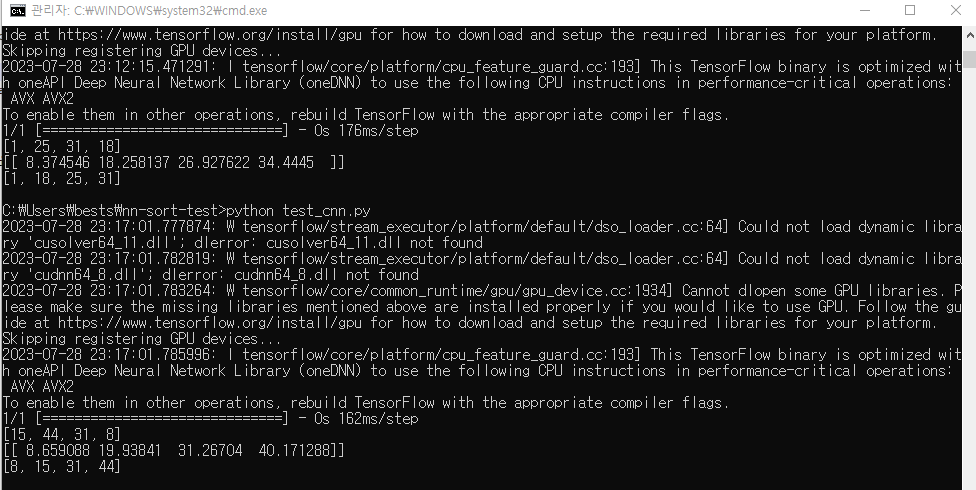 관리자: C:₩WINDOWS₩system32₩cmd.exe
ide at https://www.tensorflow.org/install/gpu for how to download and setup the required libraries for your platform.
Skipping registering GPU devices...
2023-07-28 23:12:15.471291: I tensorflow/core/platform/cpu_feature_guard.cc:193] This TensorFlow binary is optimized wit
h oneAPI Deep Neural Network Library (oneDNN) to use the following CPU instructions in performance-critical operations:
 AVX AVX2
To enable them in other operations, rebuild TensorFlow with the appropriate compiler flags.
1/1 [==============================] - 0s 176ms/step
[1, 25, 31, 18]
[[ 8.374546 18.258137 26.927622 34.4445  ]]
[1, 18, 25, 31]
C:₩Users₩bests₩nn-sort-test>python test_cnn.py
2023-07-28 23:17:01.777874: W tensorflow/stream_executor/platform/default/dso_loader.cc:64] Could not load dynamic libra
ry 'cusolver64_11.dll'; dlerror: cusolver64_11.dll not found
2023-07-28 23:17:01.782819: W tensorflow/stream_executor/platform/default/dso_loader.cc:64] Could not load dynamic libra
ry 'cudnn64_8.dll'; dlerror: cudnn64_8.dll not found
2023-07-28 23:17:01.783264: W tensorflow/core/common_runtime/gpu/gpu_device.cc:1934] Cannot dlopen some GPU libraries. P
lease make sure the missing libraries mentioned above are installed properly if you would like to use GPU. Follow the gu
ide at https://www.tensorflow.org/install/gpu for how to download and setup the required libraries for your platform.
Skipping registering GPU devices...
2023-07-28 23:17:01.785996: I tensorflow/core/platform/cpu_feature_guard.cc:193] This TensorFlow binary is optimized wit
h oneAPI Deep Neural Network Library (oneDNN) to use the following CPU instructions in performance-critical operations:
 AVX AVX2
To enable them in other operations, rebuild TensorFlow with the appropriate compiler flags.
1/1 [==============================] - 0s 162ms/step
[15, 44, 31, 8]
[[ 8.659088 19.93841  31.26704  40.171288]]
[8, 15, 31, 44]